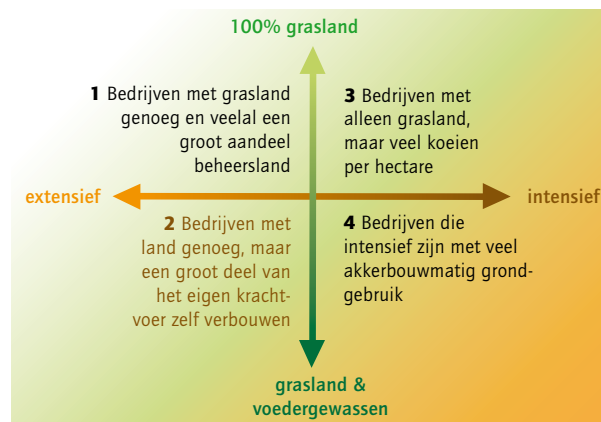 100% grasland
1 Bedrijven met grasland
genoeg en veelal een
groot aandeel
beheersland
3 Bedrijven met
alleen grasland,
maar veel koeien
per hectare
extensief
intensief
2 Bedrijven met
land genoeg, maar
een groot deel van
het eigen kracht-
voer zelf verbouwen
4 Bedrijven die
intensief zijn met veel
akkerbouwmatig grond-
gebruik
grasland &
voedergewassen